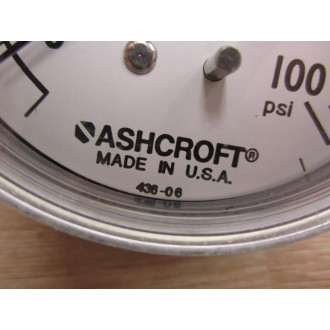 100
psi
ASHCROFT®
MADE IN U.S.A.
436-06